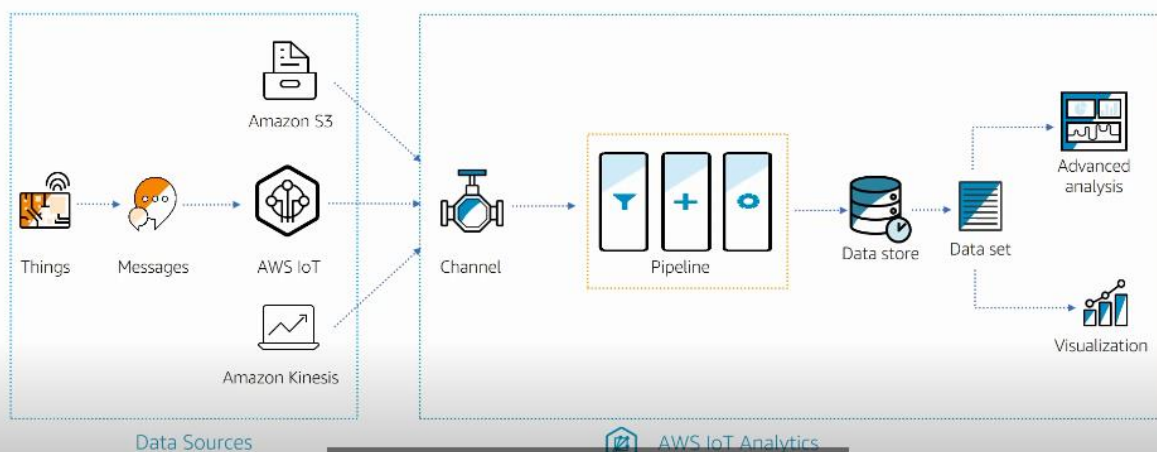 Amazon S3
Things
Messages
AWS IoT
Amazon Kinesis
Data Sources
Channel
Pipeline
Data store
Data set
Advanced
analysis
Visualization
AWS IoT Analytics